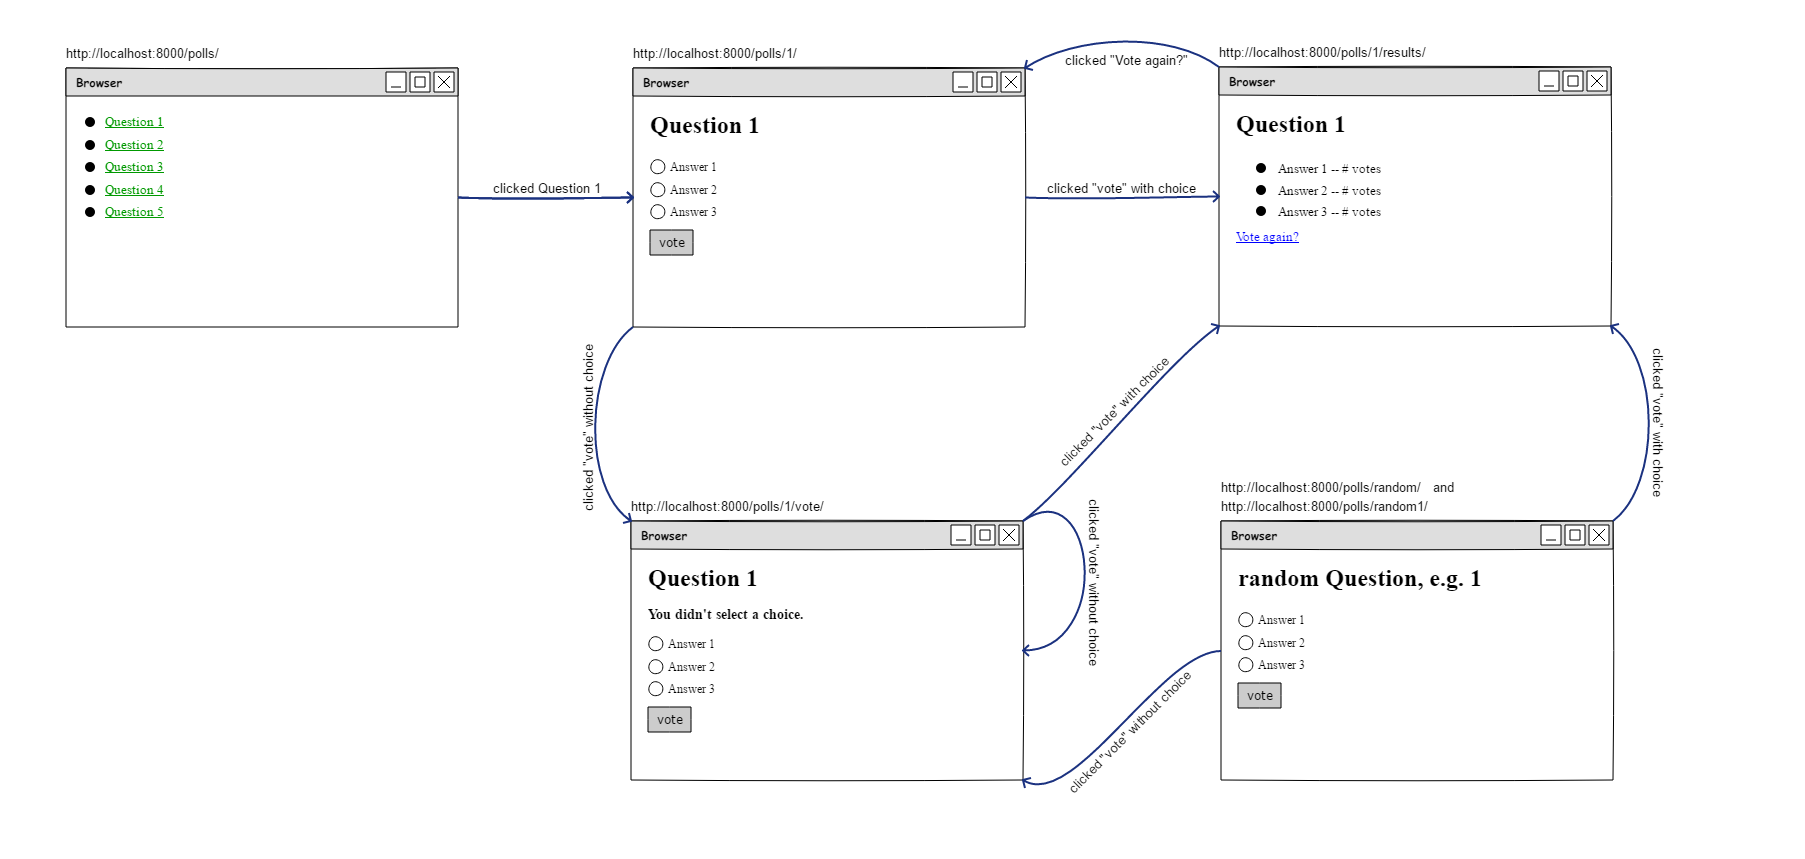 http://localhost:8000/polls/
Browser
Question 1
Question 2
Question 3
Question 4
Question 5
clicked Question 1
http://localhost:8000/polls/1/
Browser
Question 1
Answer 1
Answer 2
Answer 3
vote
clicked "Vote again?"
clicked "vote" with choice
http://localhost:8000/polls/1/results/
Browser
Question 1
Answer 1 -- # votes
Answer 2 -- # votes
Answer 3 -- # votes
Vote again?
clicked "vote" without choice
clicked "vote" with choice
clicked "vote" with choice
http://localhost:8000/polls/1/vote/
Browser
Question 1
You didn't select a choice.
Answer 1
Answer 2
Answer 3
vote
clicked "vote" without choice
clicked "vote" without choice
http://localhost:8000/polls/random/ and
http://localhost:8000/polls/random1/
Browser
random Question, e.g. 1
Answer 1
Answer 2
Answer 3
vote